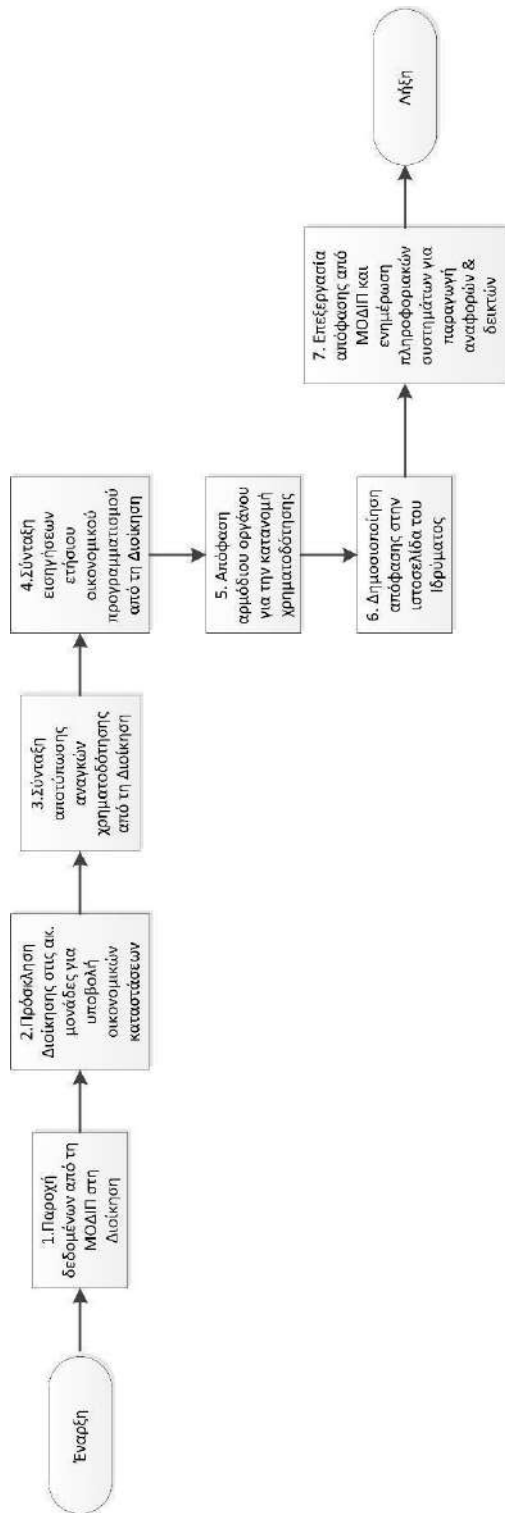 Έναρξη
1.Παροχή
δεδομένων από τη
ΜΟΔΙΠ στη
Διοίκηση
2.Πρόσκληση
Διοίκησης στις ακ.
μονάδες για
υποβολή
οικονομικών
καταστάσεων
3.Σύνταξη
αποτύπωσης
αναγκών
χρηματοδότησης
από τη Διοίκηση
4.Σύνταξη
εισηγήσεων
ετήσιου
οικονομικού
προγραμματισμού
από τη Διοίκηση
5. Απόφαση
αρμόδιου οργάνου
για την κατανομή
χρηματοδότησης
6. Δημοσιοποίηση
απόφασης στην
ιστοσελίδα του
Ιδρύματος
7. Επεξεργασία
απόφασης από
ΜΟΔΙΠ και
ενημέρωση
πληροφοριακών
συστημάτων για
παραγωγή
αναφορών &
δεικτών
Λήξη